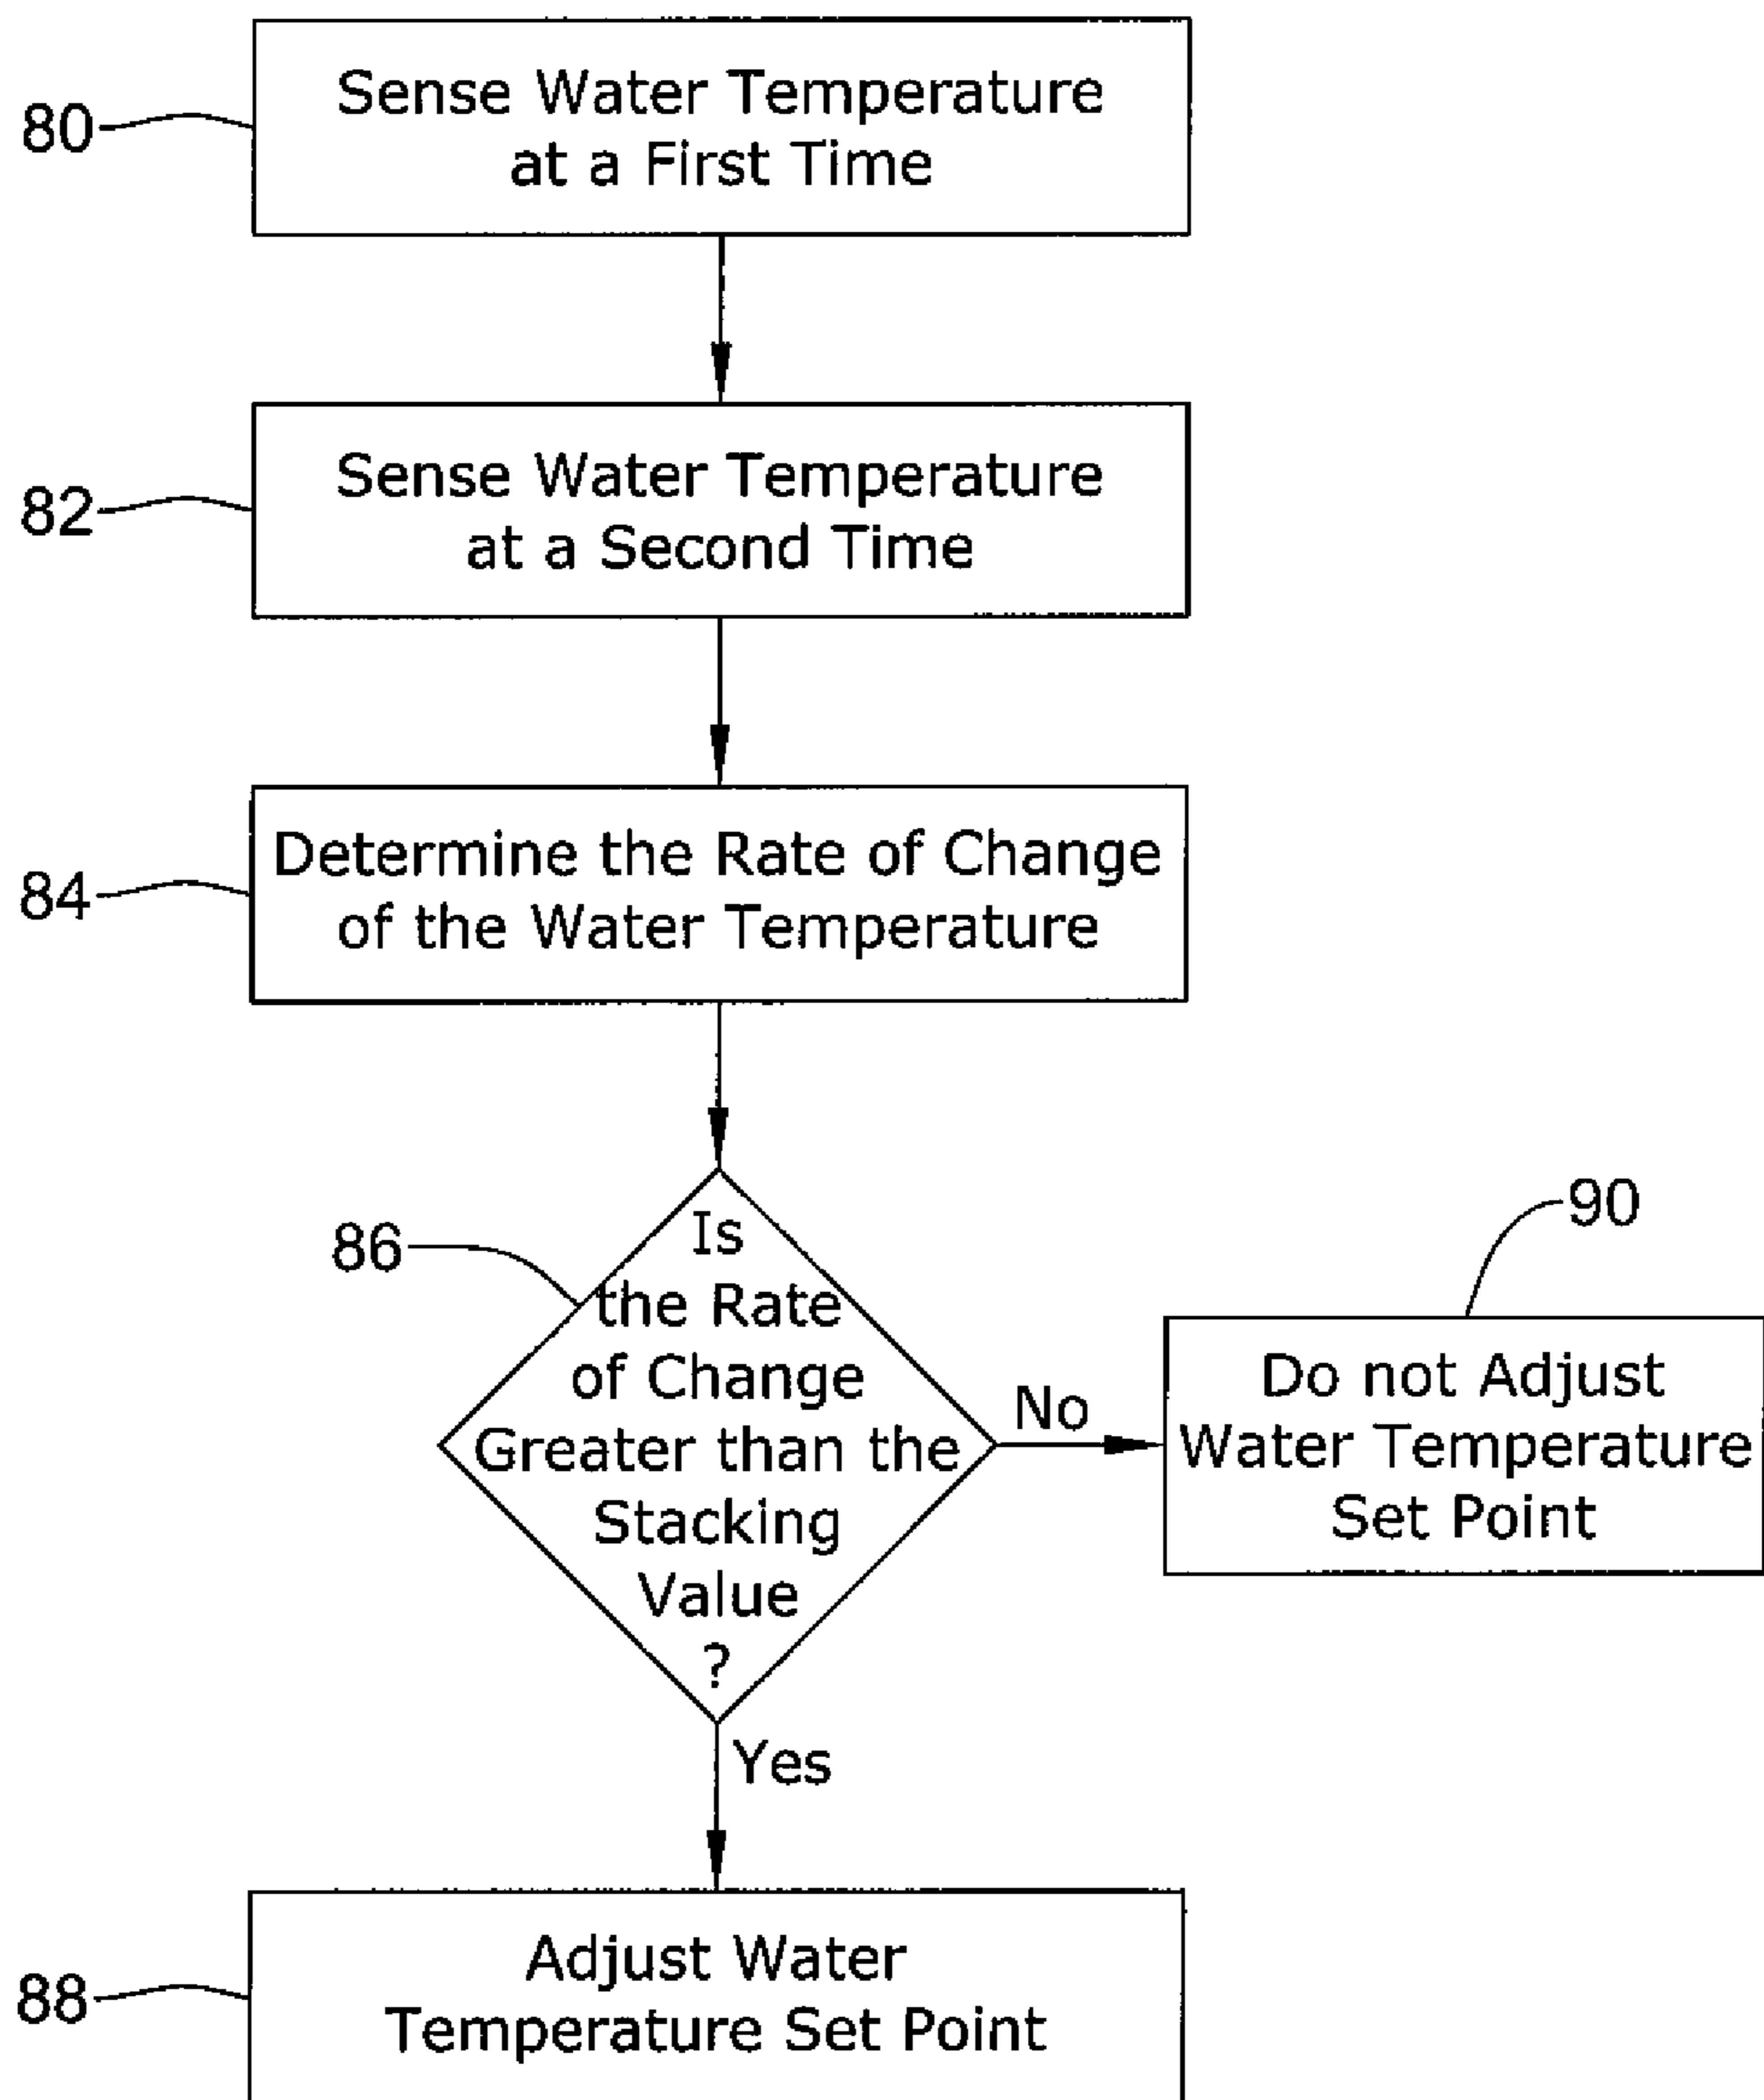 80
Sense Water Temperature
at a First Time
82
Sense Water Temperature
at a Second Time
84
Determine the Rate of Change
of the Water Temperature
86
Is
the Rate
of Change
Greater than the
Stacking
Value
?
No
90
Do not Adjust
Water Temperature
Set Point
Yes
88
Adjust Water
Temperature Set Point